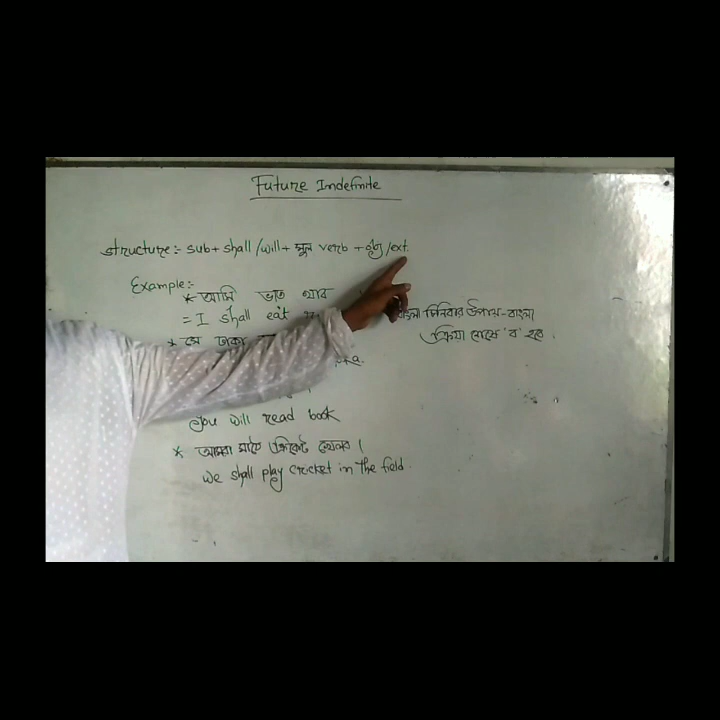 Future Indefinite
structure:- sub + shall / will + মূল verb + obj / ext.
Example:-
* আমি ভাত খাব
= I shall eat
চিনিবার উপায় - বাংলা
ক্রিয়া শেষে 'ব' হবে।
* সে ঢাকা
You will read book
* আমরা মাঠে ক্রিকেট খেলব।
We shall play cricket in the field.